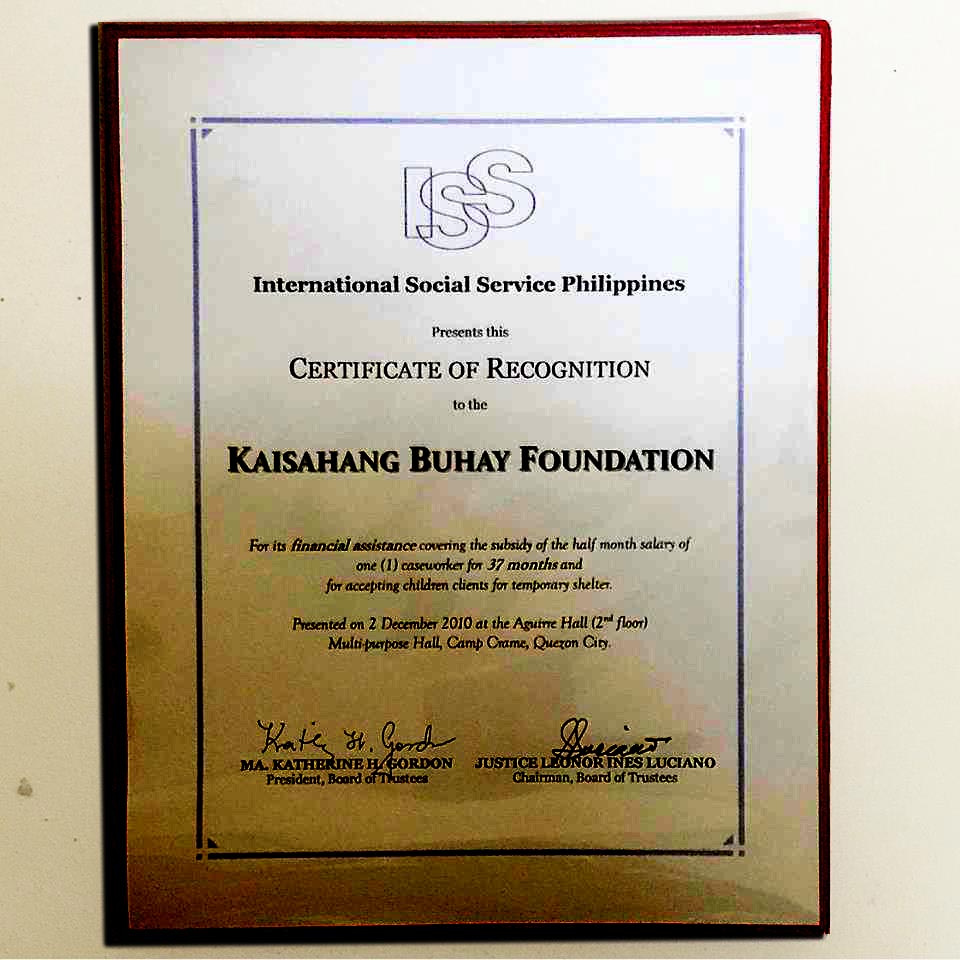 ISS
International Social Service Philippines
Presents this
CERTIFICATE OF RECOGNITION
to the
KAISAHANG BUHAY FOUNDATION
For its financial assistance covering the subsidy of the half month salary of
one (1) caseworker for 37 months and
for accepting children clients for temporary shelter.
Presented on 2 December 2010 at the Aguirre Hall (2nd floor)
Multi-purpose Hall, Camp Crame, Quezon City.
Katie H. Gordon
Luciano
MA. KATHERINE H. GORDON
President, Board of Trustees
JUSTICE LEONOR INES LUCIANO
Chairman, Board of Trustees